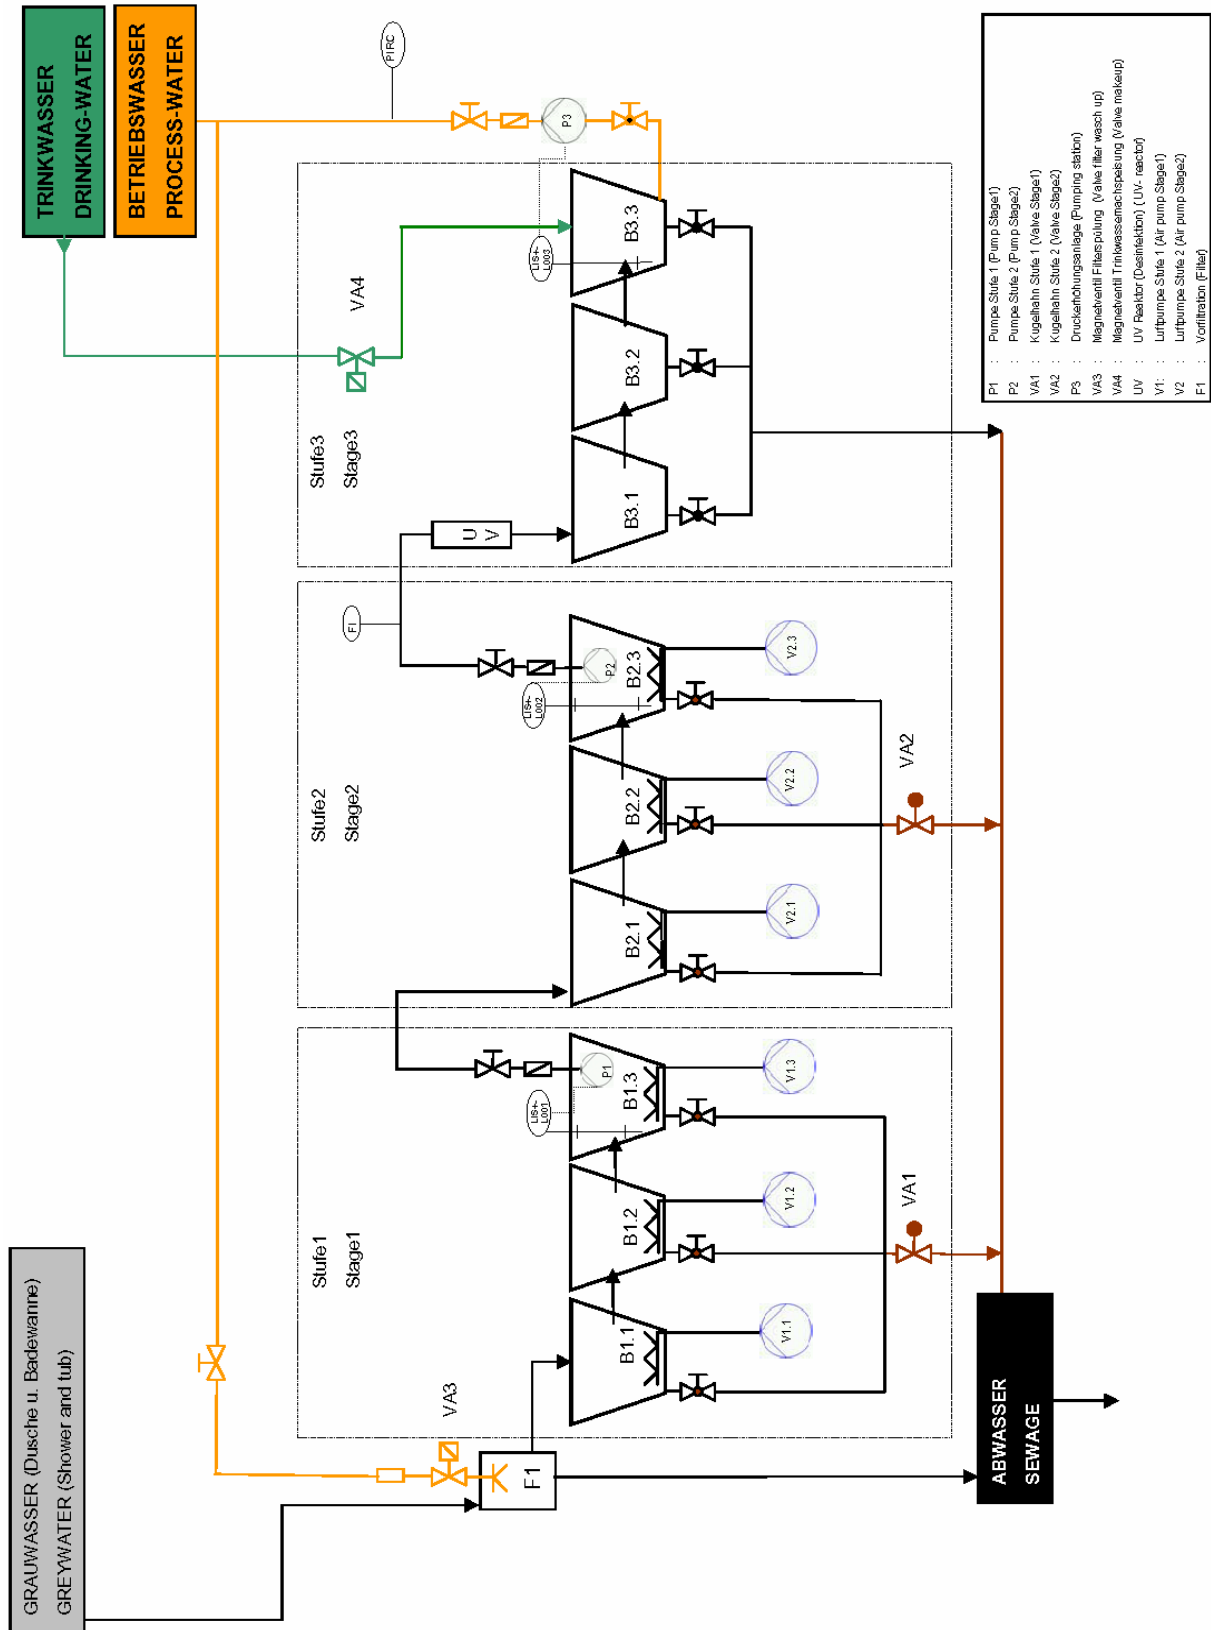 TRINKWASSER
DRINKING-WATER
BETRIEBSWASSER
PROCESS-WATER
GRAUWASSER (Dusche u. Badewanne)
GREYWATER (Shower and tub)
PIRC
VA4
Stufe3
Stage3
Stufe2
Stage2
Stufe1
Stage1
VA3
F1
UV
FI
P3
P2
P1
LIS+-
L003
LIS+-
L002
LIS+-
L001
B1.1
B1.2
B1.3
B2.1
B2.2
B2.3
B3.1
B3.2
B3.3
V1.1
V1.2
V1.3
V2.1
V2.2
V2.3
VA1
VA2
ABWASSER
SEWAGE
P1 : Pumpe Stufe 1 (Pump Stage1)
P2 : Pumpe Stufe 2 (Pump Stage2)
VA1 : Kugelhahn Stufe 1 (Valve Stage1)
VA2 : Kugelhahn Stufe 2 (Valve Stage2)
P3 : Druckerhöhungsanlage (Pumping station)
VA3 : Magnetventil Filterspülung (Valve filter wasch up)
VA4 : Magnetventil Trinkwassernachspeisung (Valve makeup)
UV : UV Reaktor (Desinfektion) ( UV- reactor)
V1: : Luftpumpe Stufe 1 (Air pump Stage1)
V2 : Luftpumpe Stufe 2 (Air pump Stage2)
F1 : Vorfiltration (Filter)